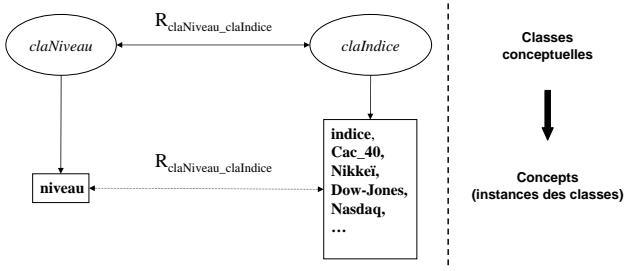 R_claNiveau_claIndice
claNiveau
claIndice
Classes
conceptuelles
R_claNiveau_claIndice
niveau
indice,
Cac_40,
Nikkeï,
Dow-Jones,
Nasdaq,
…
Concepts
(instances des classes)